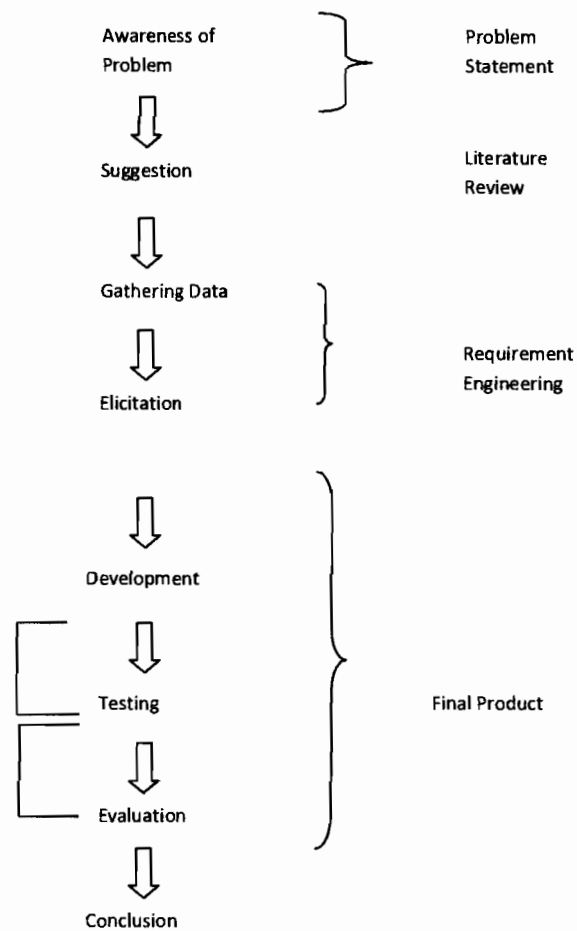 Awareness of
Problem
Problem
Statement
Suggestion
Literature
Review
Gathering Data
Requirement
Engineering
Elicitation
Development
Testing
Final Product
Evaluation
Conclusion